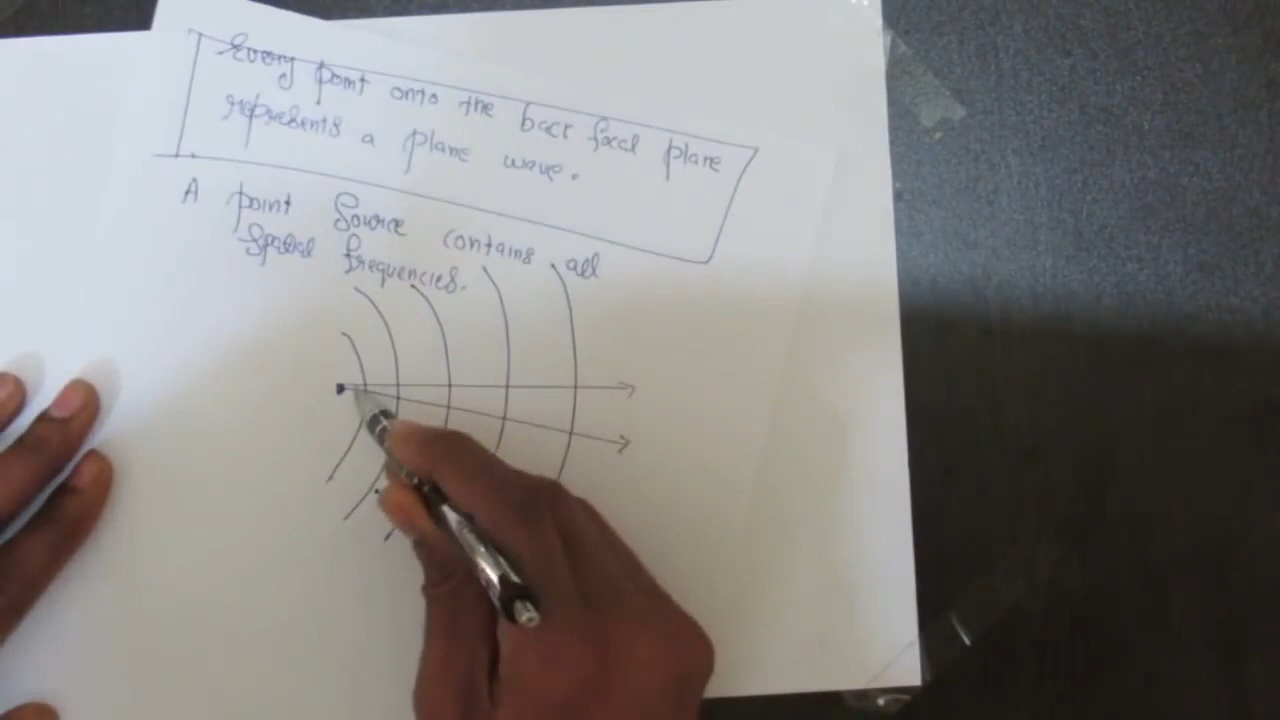 Every point onto the back focal plane
represents a plane wave.
A point Source contains all
Spatial frequencies.